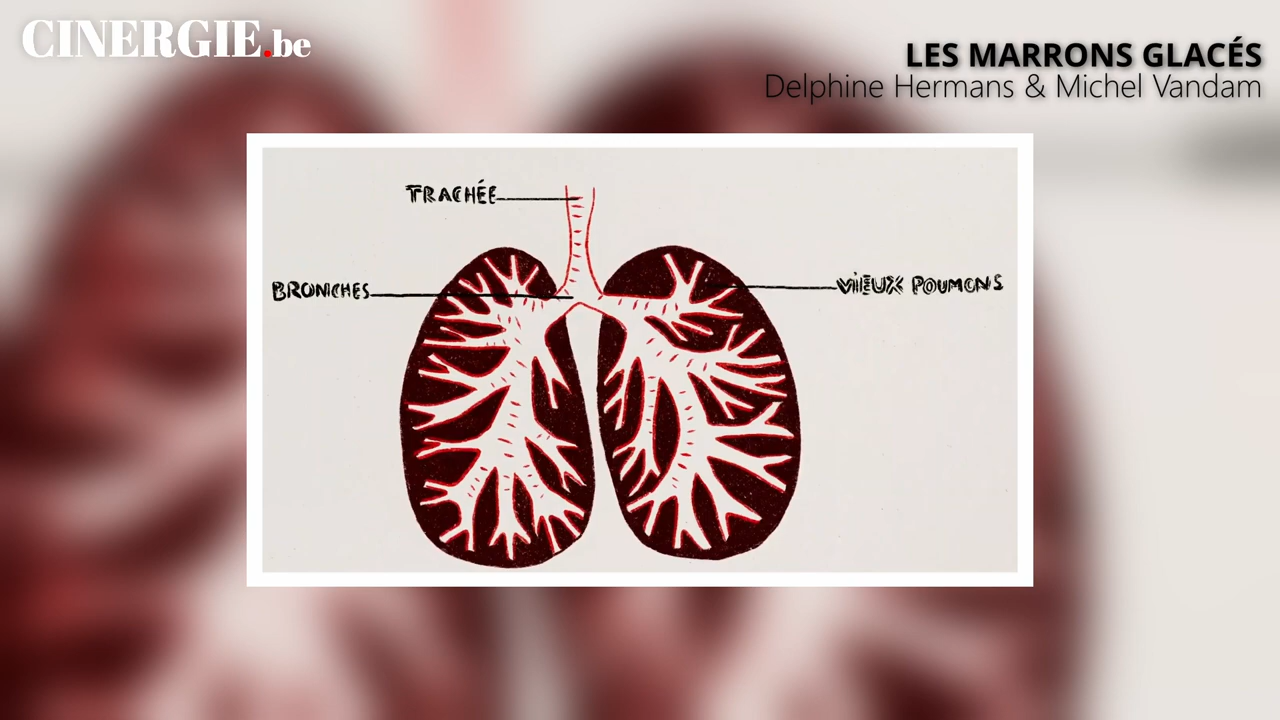 CINERGIE.be
LES MARRONS GLACÉS
Delphine Hermans & Michel Vandam
TRACHÉE
BRONCHES
VIEUX POUMONS